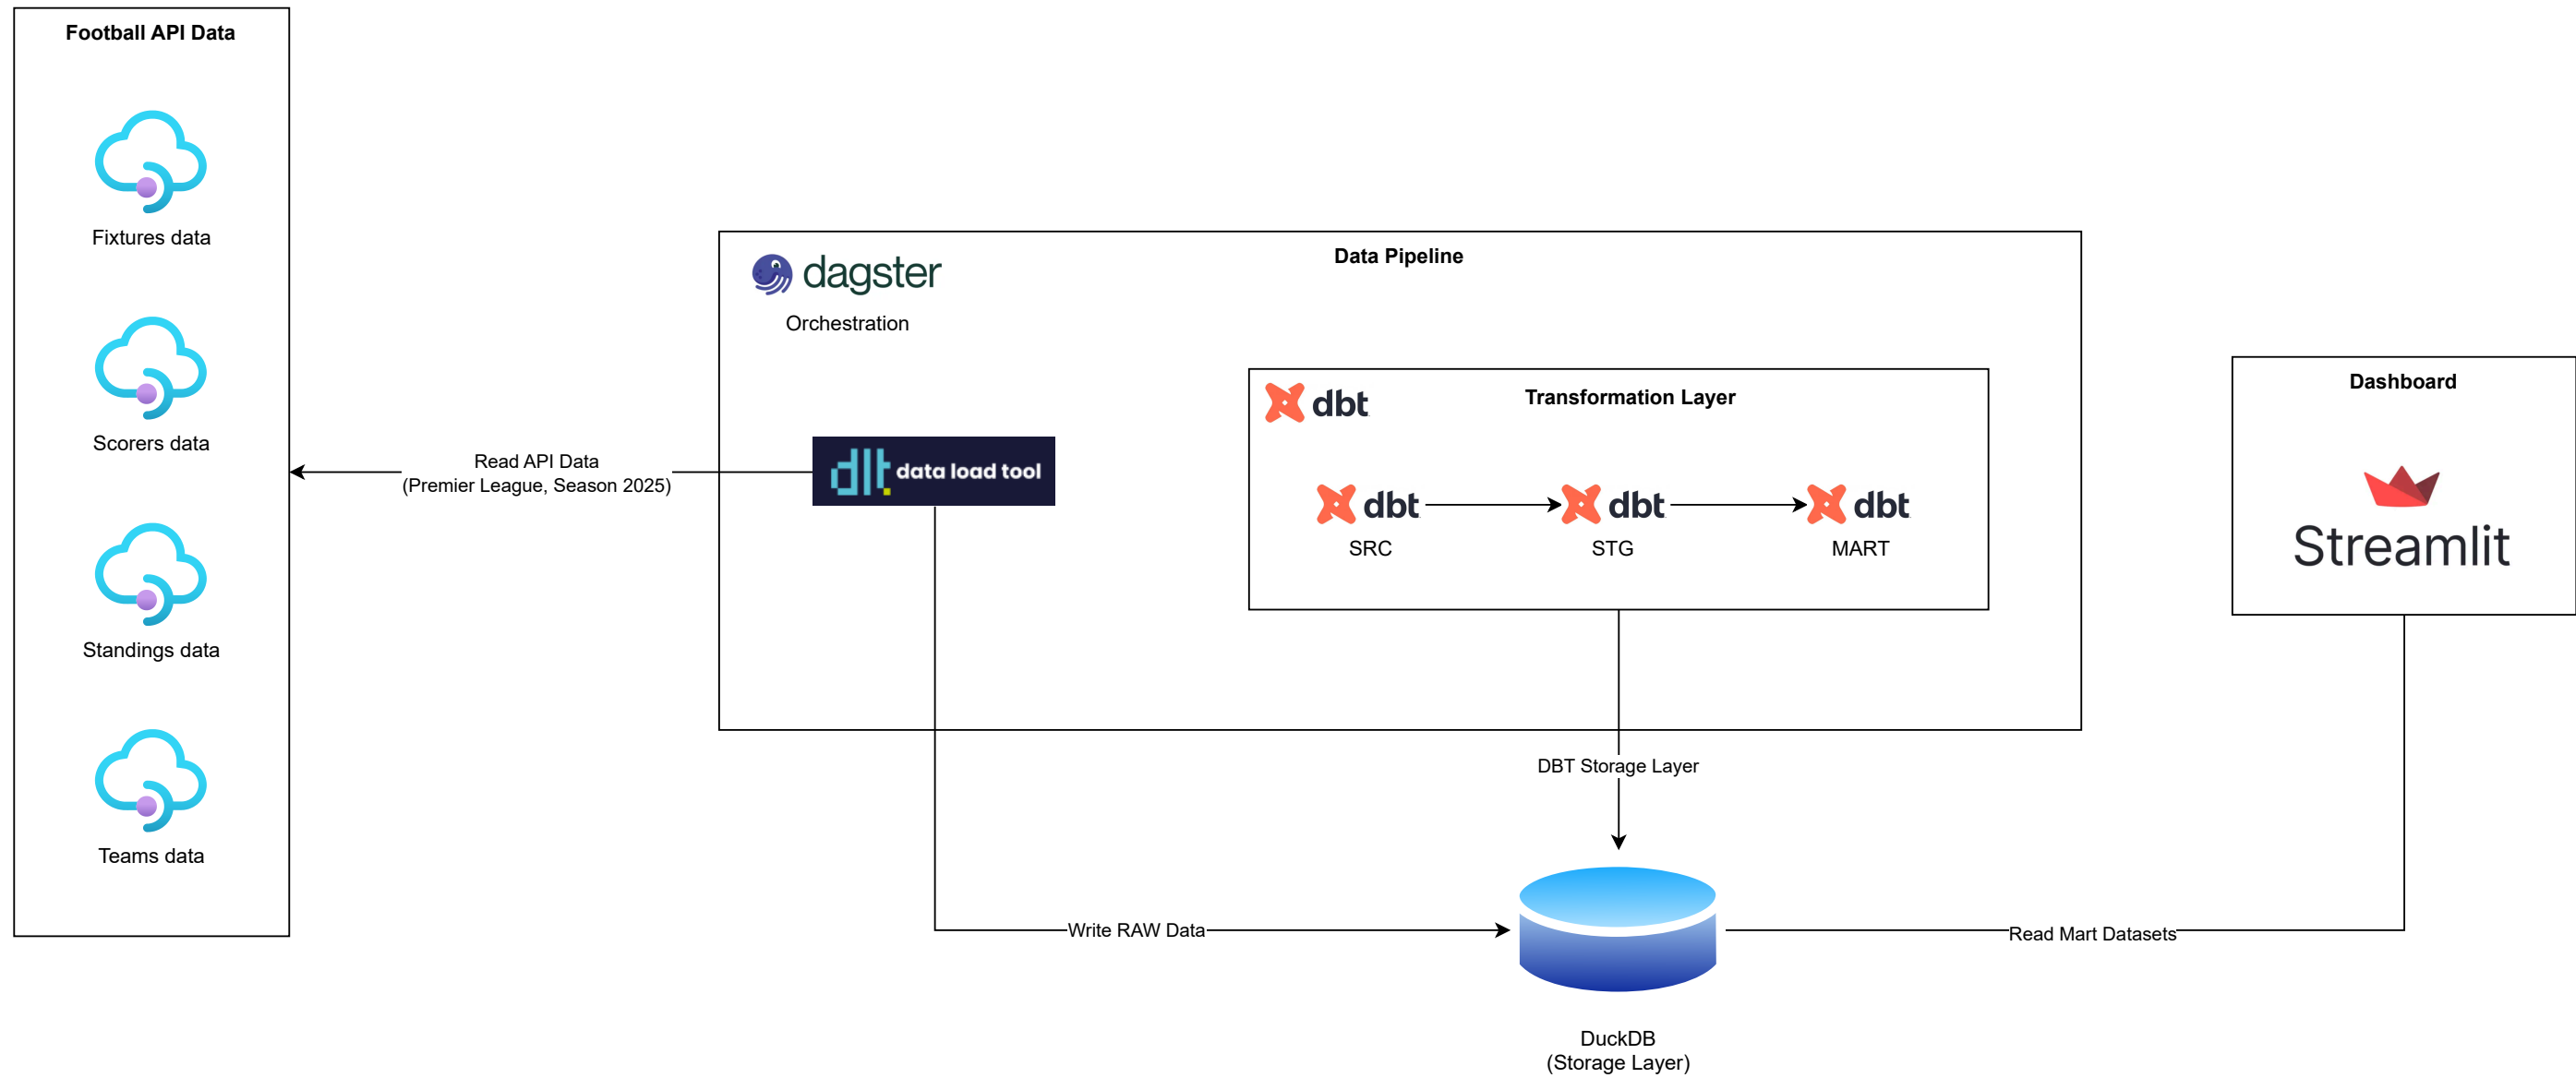 Football API Data
Fixtures data
Scorers data
Standings data
Teams data
Read API Data
(Premier League, Season 2025)
dagster
Orchestration
Data Pipeline
dlt data load tool
dbt
Transformation Layer
dbt
SRC
dbt
STG
dbt
MART
DBT Storage Layer
Write RAW Data
DuckDB
(Storage Layer)
Read Mart Datasets
Dashboard
Streamlit